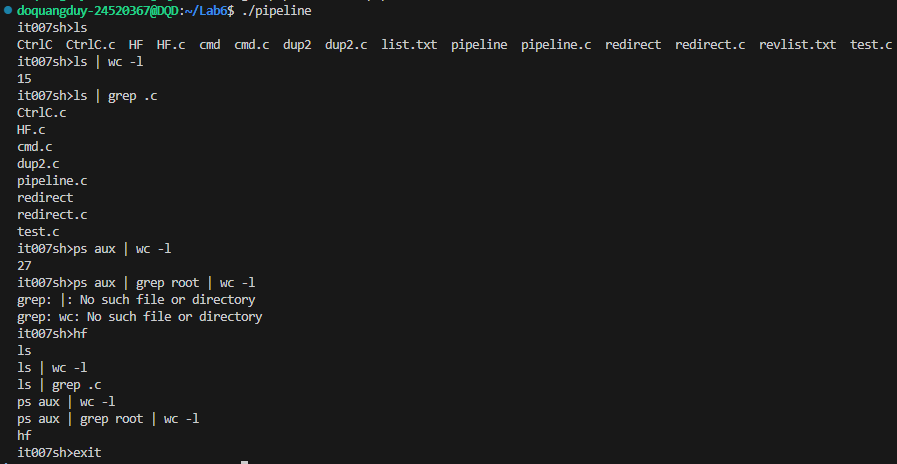 doquangduy-24520367@DQD:~/Lab6$ ./pipeline
it007sh>ls
CtrlC  CtrlC.c  HF  HF.c  cmd  cmd.c  dup2  dup2.c  list.txt  pipeline  pipeline.c  redirect  redirect.c  revlist.txt  test.c
it007sh>ls | wc -l
15
it007sh>ls | grep .c
CtrlC.c
HF.c
cmd.c
dup2.c
pipeline.c
redirect
redirect.c
test.c
it007sh>ps aux | wc -l
27
it007sh>ps aux | grep root | wc -l
grep: |: No such file or directory
grep: wc: No such file or directory
it007sh>hf
ls
ls | wc -l
ls | grep .c
ps aux | wc -l
ps aux | grep root | wc -l
hf
it007sh>exit